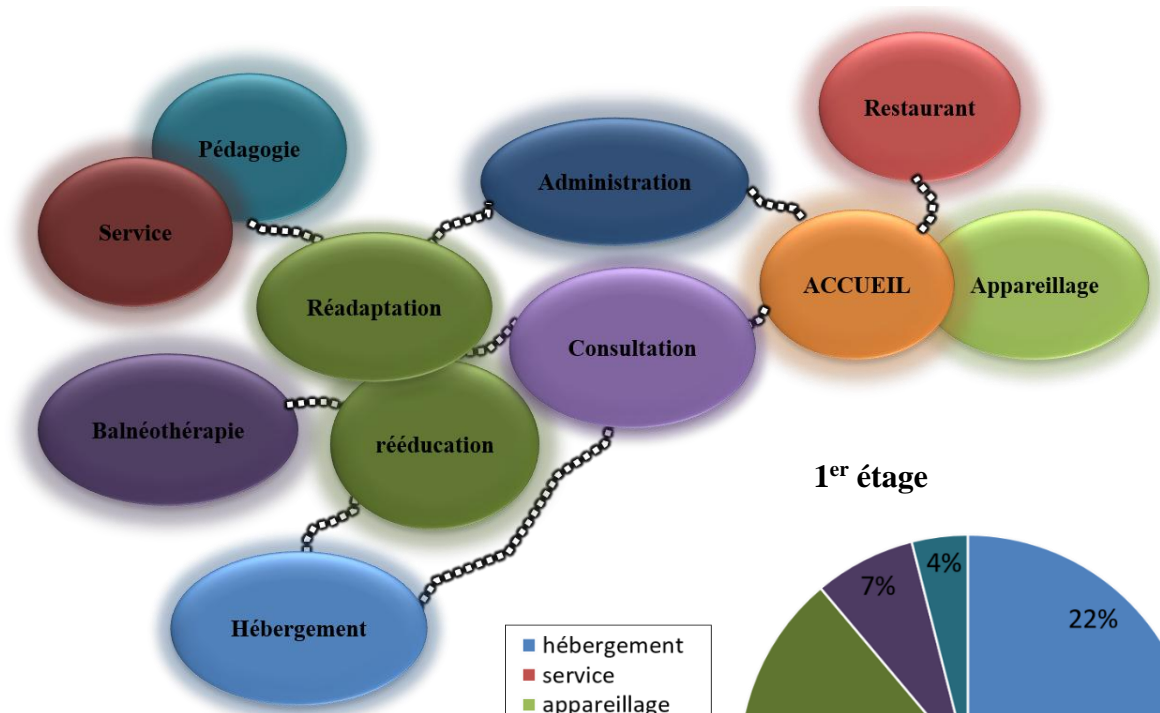 Restaurant
Pédagogie
Administration
Service
ACCUEIL
Appareillage
Réadaptation
Consultation
Balnéothérapie
rééducation
1er étage
4%
7%
22%
Hébergement
hébergement
service
appareillage